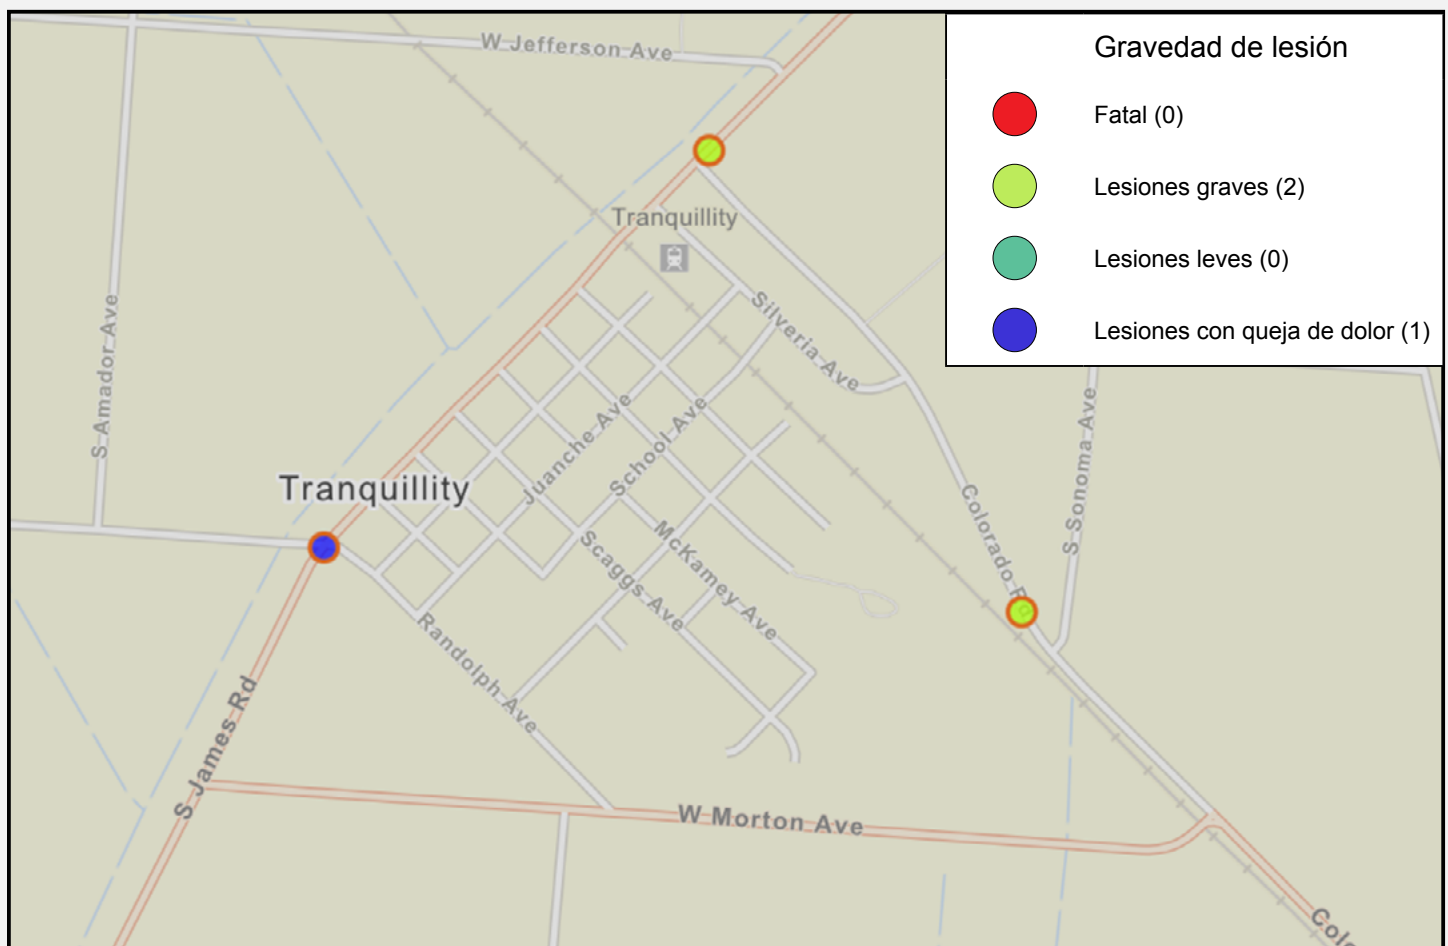 W Jefferson Ave
Gravedad de lesión
Fatal (0)
Lesiones graves (2)
Lesiones leves (0)
Lesiones con queja de dolor (1)
Tranquillity
Silveria Ave
S Amador Ave
Juanche Ave
School Ave
S Sonoma Ave
Tranquillity
Colorado Rd
McKamey Ave
Scaggs Ave
Randolph Ave
S James Rd
W Morton Ave